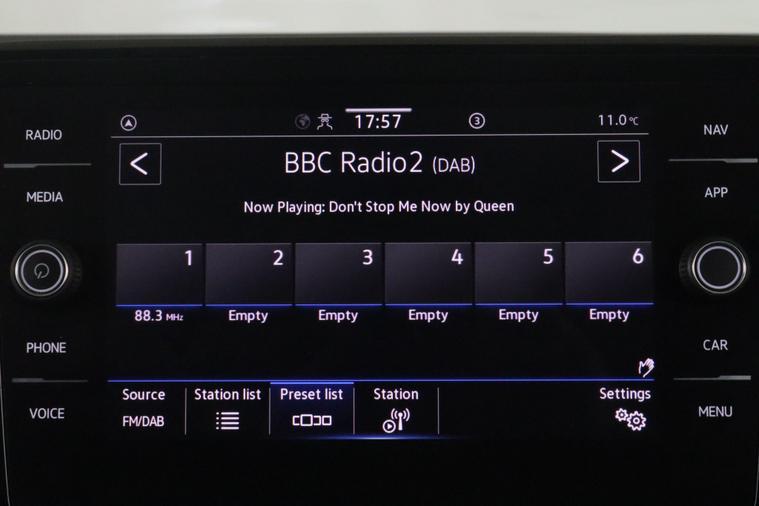 17:57
3
11.0 °C
RADIO
NAV
< BBC Radio2 (DAB) >
MEDIA
APP
Now Playing: Don't Stop Me Now by Queen
1 2 3 4 5 6
88.3 MHz Empty Empty Empty Empty Empty
PHONE
CAR
Source Station list Preset list Station Settings
FM/DAB
VOICE
MENU